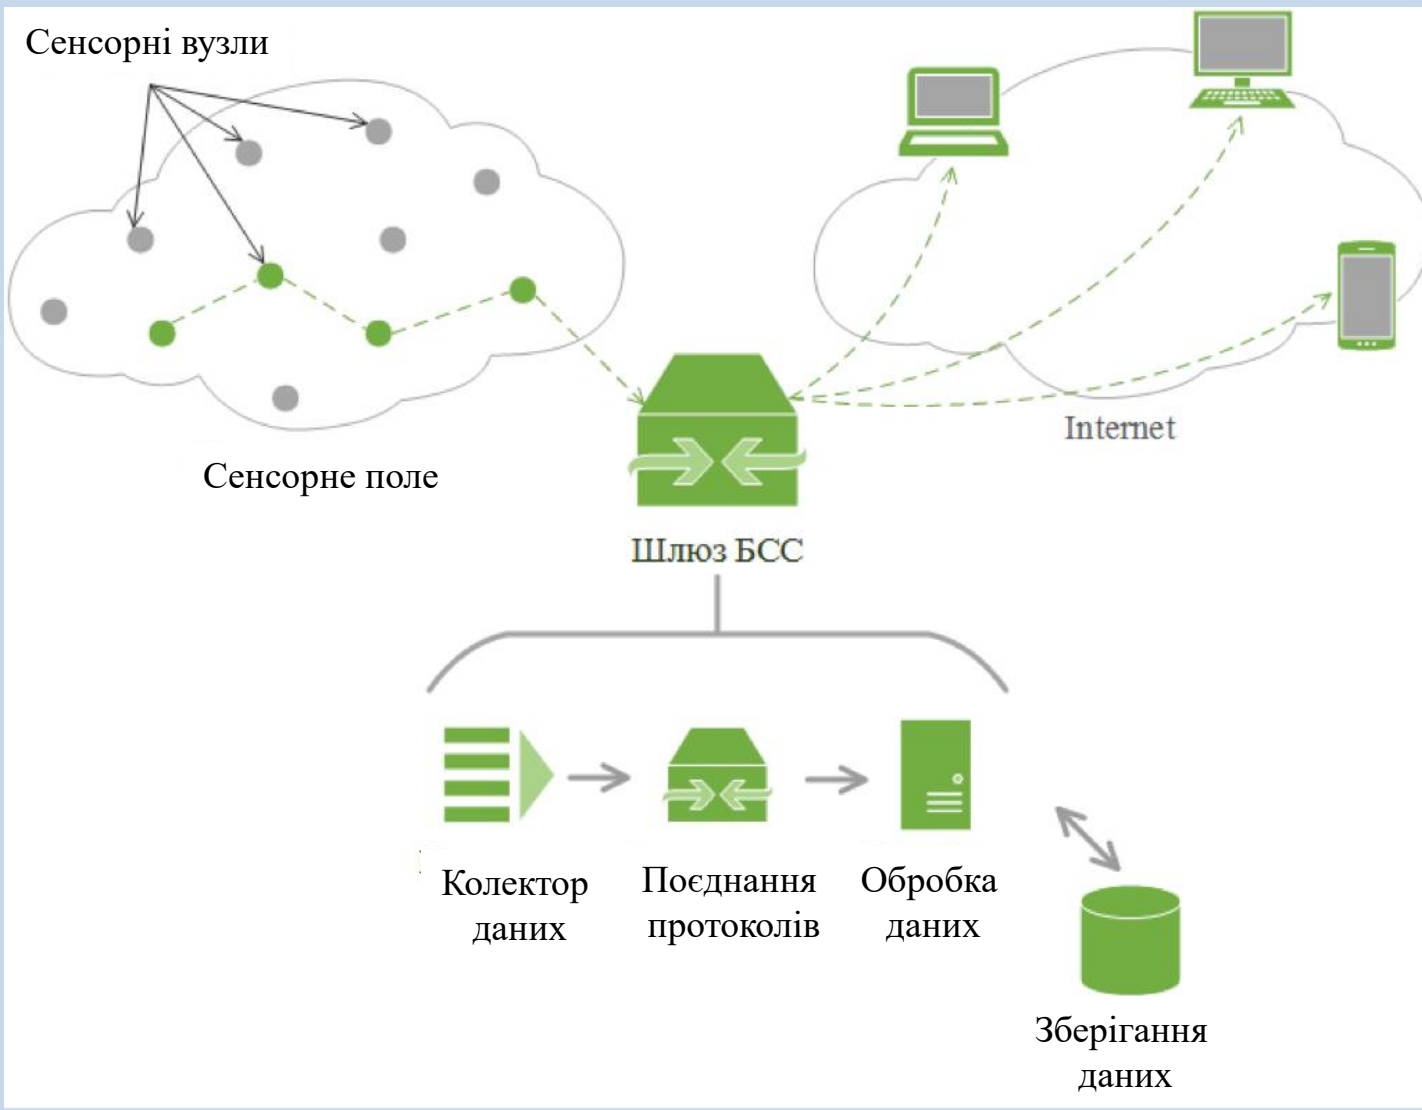 Сенсорні вузли
Internet
Сенсорне поле
Шлюз БСС
Колектор
даних
Поєднання
протоколів
Обробка
даних
Зберігання
даних